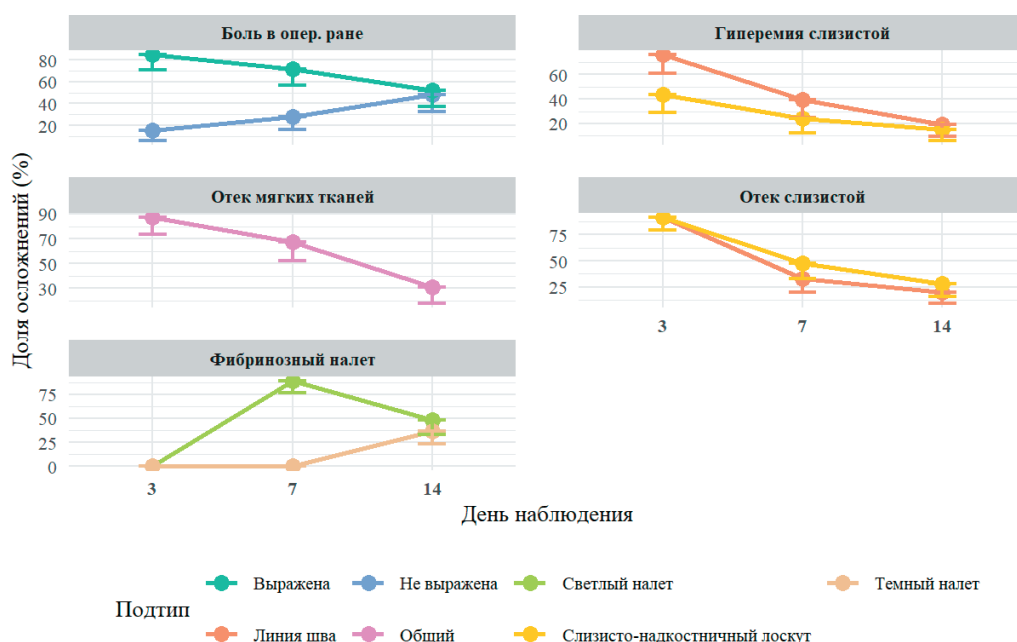 Боль в опер. ране
Гиперемия слизистой
80
60
40
20
60
40
20
Отек мягких тканей
Отек слизистой
90
70
50
30
75
50
25
3
7
14
Фибринозный налет
75
50
25
0
3
7
14
Доля осложнений (%)
День наблюдения
Подтип
Выражена
Не выражена
Светлый налет
Темный налет
Линия шва
Общий
Слизисто-надкостничный лоскут